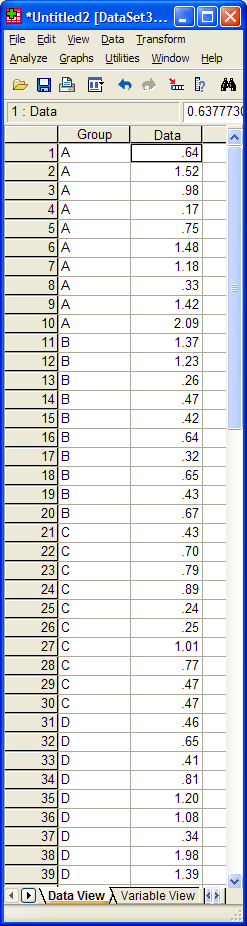 *Untitled2 [DataSet3...
File Edit View Data Transform
Analyze Graphs Utilities Window Help
1 : Data 0.6377730
Group Data
1 A .64
2 A 1.52
3 A .98
4 A .17
5 A .75
6 A 1.48
7 A 1.18
8 A .33
9 A 1.42
10 A 2.09
11 B 1.37
12 B 1.23
13 B .26
14 B .47
15 B .42
16 B .64
17 B .32
18 B .65
19 B .43
20 B .67
21 C .43
22 C .70
23 C .79
24 C .89
25 C .24
26 C .25
27 C 1.01
28 C .77
29 C .47
30 C .47
31 D .46
32 D .65
33 D .41
34 D .81
35 D 1.20
36 D 1.08
37 D .34
38 D 1.98
39 D 1.39
Data View Variable View